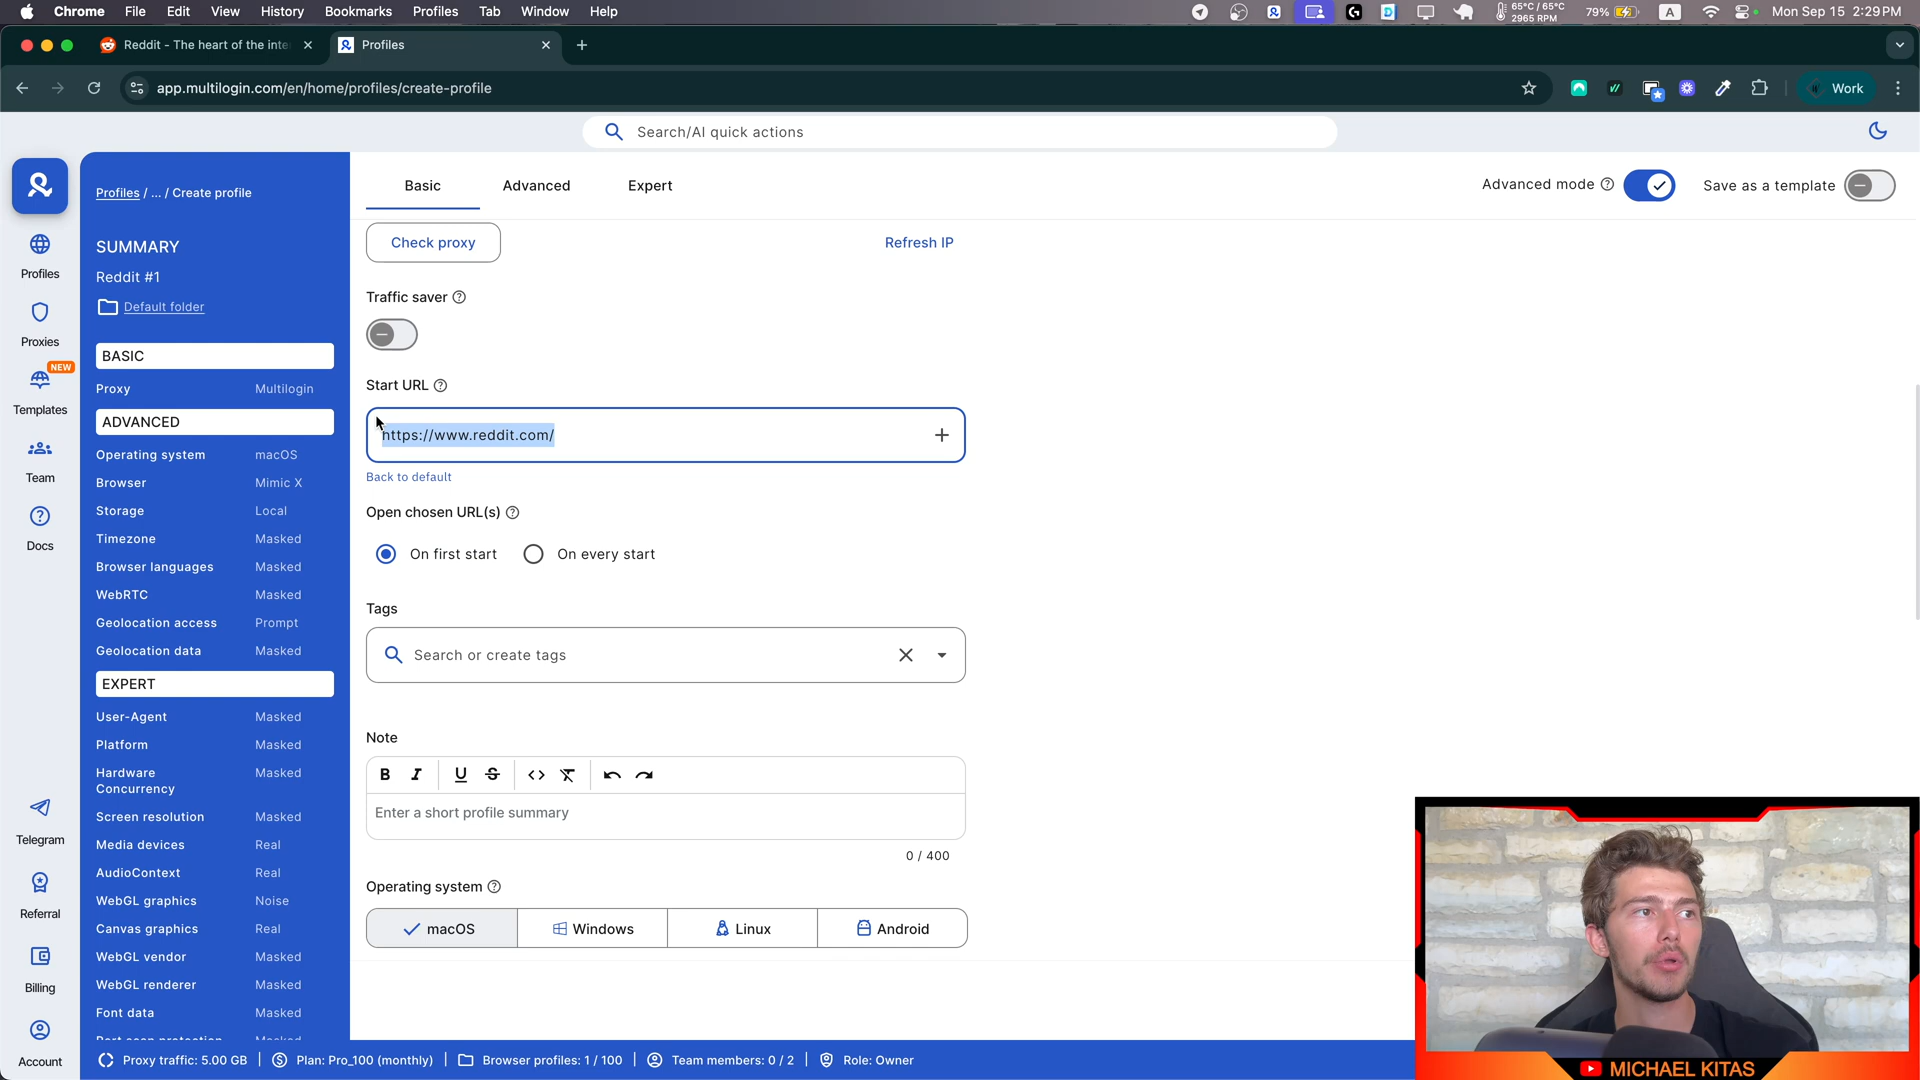 Chrome File Edit View History Bookmarks Profiles Tab Window Help
65°C / 65°C
2965 RPM
79%
A
Mon Sep 15 2:29 PM
Reddit - The heart of the inte
Profiles
app.multilogin.com/en/home/profiles/create-profile
Work
Search/AI quick actions
Profiles
Proxies
NEW
Templates
Team
Docs
Telegram
Referral
Billing
Account
Profiles / ... / Create profile
SUMMARY
Reddit #1
Default folder
BASIC
Proxy Multilogin
ADVANCED
Operating system macOS
Browser Mimic X
Storage Local
Timezone Masked
Browser languages Masked
WebRTC Masked
Geolocation access Prompt
Geolocation data Masked
EXPERT
User-Agent Masked
Platform Masked
Hardware Masked
Concurrency
Screen resolution Masked
Media devices Real
AudioContext Real
WebGL graphics Noise
Canvas graphics Real
WebGL vendor Masked
WebGL renderer Masked
Font data Masked
Basic Advanced Expert
Advanced mode
Save as a template
Check proxy
Refresh IP
Traffic saver
Start URL
https://www.reddit.com/
Back to default
Open chosen URL(s)
On first start On every start
Tags
Search or create tags
Note
B I U S
Enter a short profile summary
0 / 400
Operating system
macOS Windows Linux Android
Proxy traffic: 5.00 GB Plan: Pro_100 (monthly) Browser profiles: 1 / 100 Team members: 0 / 2 Role: Owner
MICHAEL KITAS